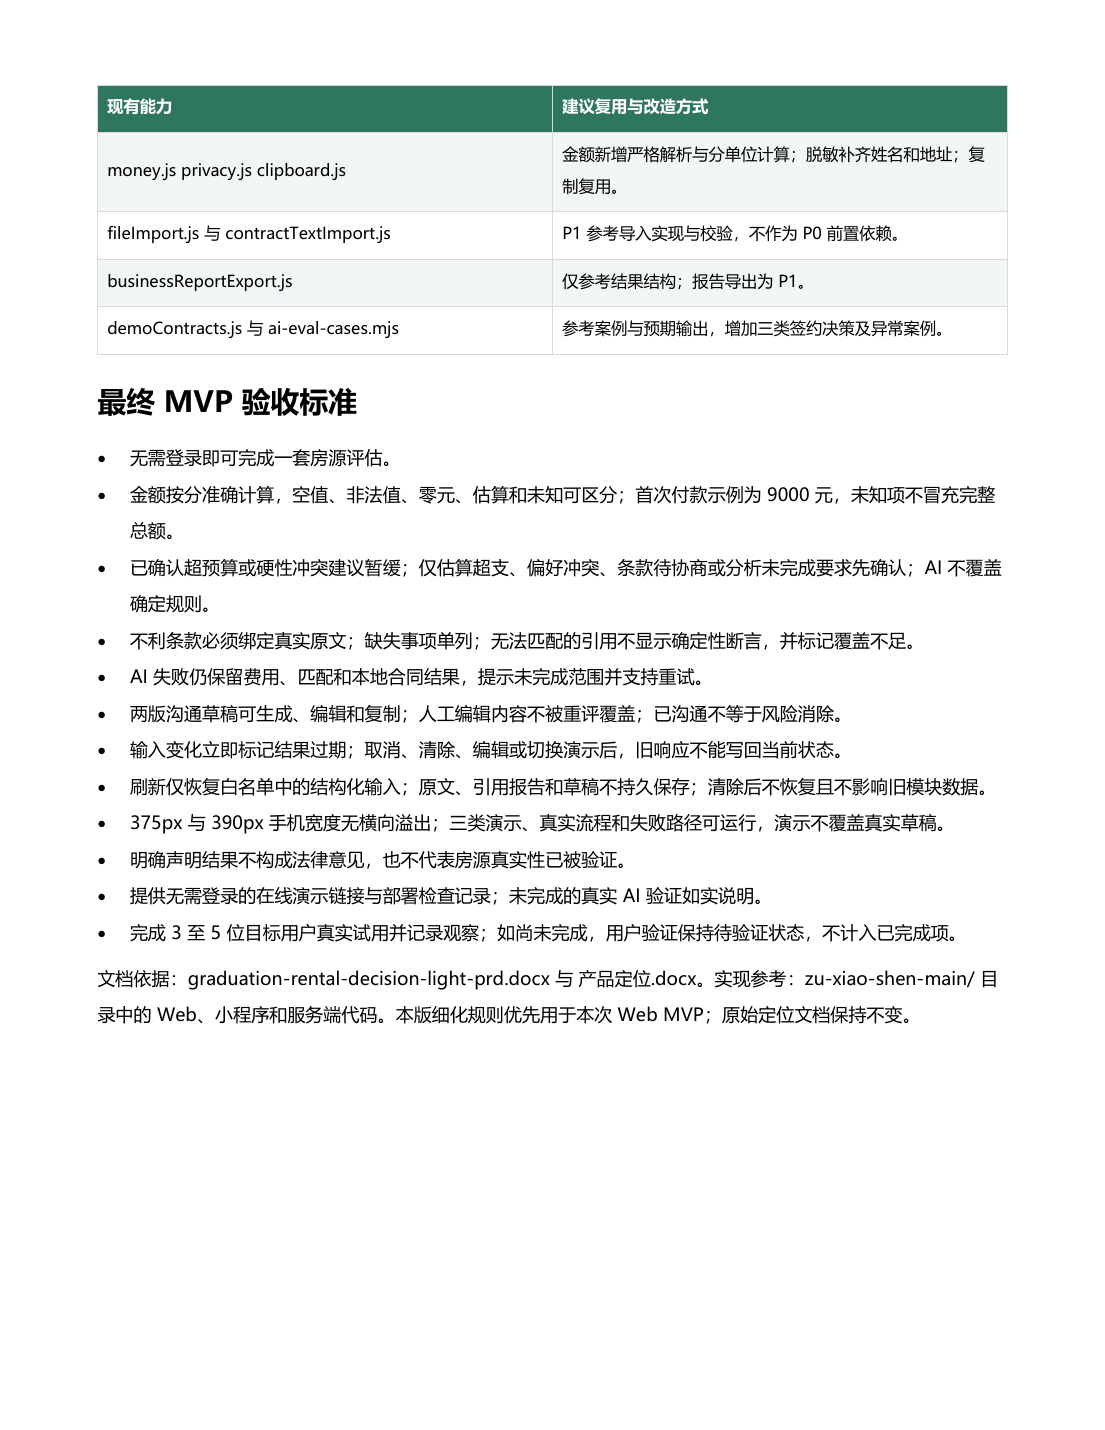 现有能力
建议复用与改造方式
money.js privacy.js clipboard.js
金额新增严格解析与分单位计算；脱敏补齐姓名和地址；复
制复用。
fileImport.js 与 contractTextImport.js
P1 参考导入实现与校验，不作为 P0 前置依赖。
businessReportExport.js
仅参考结果结构；报告导出为 P1。
demoContracts.js 与 ai-eval-cases.mjs
参考案例与预期输出，增加三类签约决策及异常案例。
最终 MVP 验收标准
• 无需登录即可完成一套房源评估。
• 金额按分准确计算，空值、非法值、零元、估算和未知可区分；首次付款示例为 9000 元，未知项不冒充完整
总额。
• 已确认超预算或硬性冲突建议暂缓；仅估算超支、偏好冲突、条款待协商或分析未完成要求先确认；AI 不覆盖
确定规则。
• 不利条款必须绑定真实原文；缺失事项单列；无法匹配的引用不显示确定性断言，并标记覆盖不足。
• AI 失败仍保留费用、匹配和本地合同结果，提示未完成范围并支持重试。
• 两版沟通草稿可生成、编辑和复制；人工编辑内容不被重评覆盖；已沟通不等于风险消除。
• 输入变化立即标记结果过期；取消、清除、编辑或切换演示后，旧响应不能写回当前状态。
• 刷新仅恢复白名单中的结构化输入；原文、引用报告和草稿不持久保存；清除后不恢复且不影响旧模块数据。
• 375px 与 390px 手机宽度无横向溢出；三类演示、真实流程和失败路径可运行，演示不覆盖真实草稿。
• 明确声明结果不构成法律意见，也不代表房源真实性已被验证。
• 提供无需登录的在线演示链接与部署检查记录；未完成的真实 AI 验证如实说明。
• 完成 3 至 5 位目标用户真实试用并记录观察；如尚未完成，用户验证保持待验证状态，不计入已完成项。
文档依据：graduation-rental-decision-light-prd.docx 与 产品定位.docx。实现参考：zu-xiao-shen-main/ 目
录中的 Web、小程序和服务端代码。本版细化规则优先用于本次 Web MVP；原始定位文档保持不变。